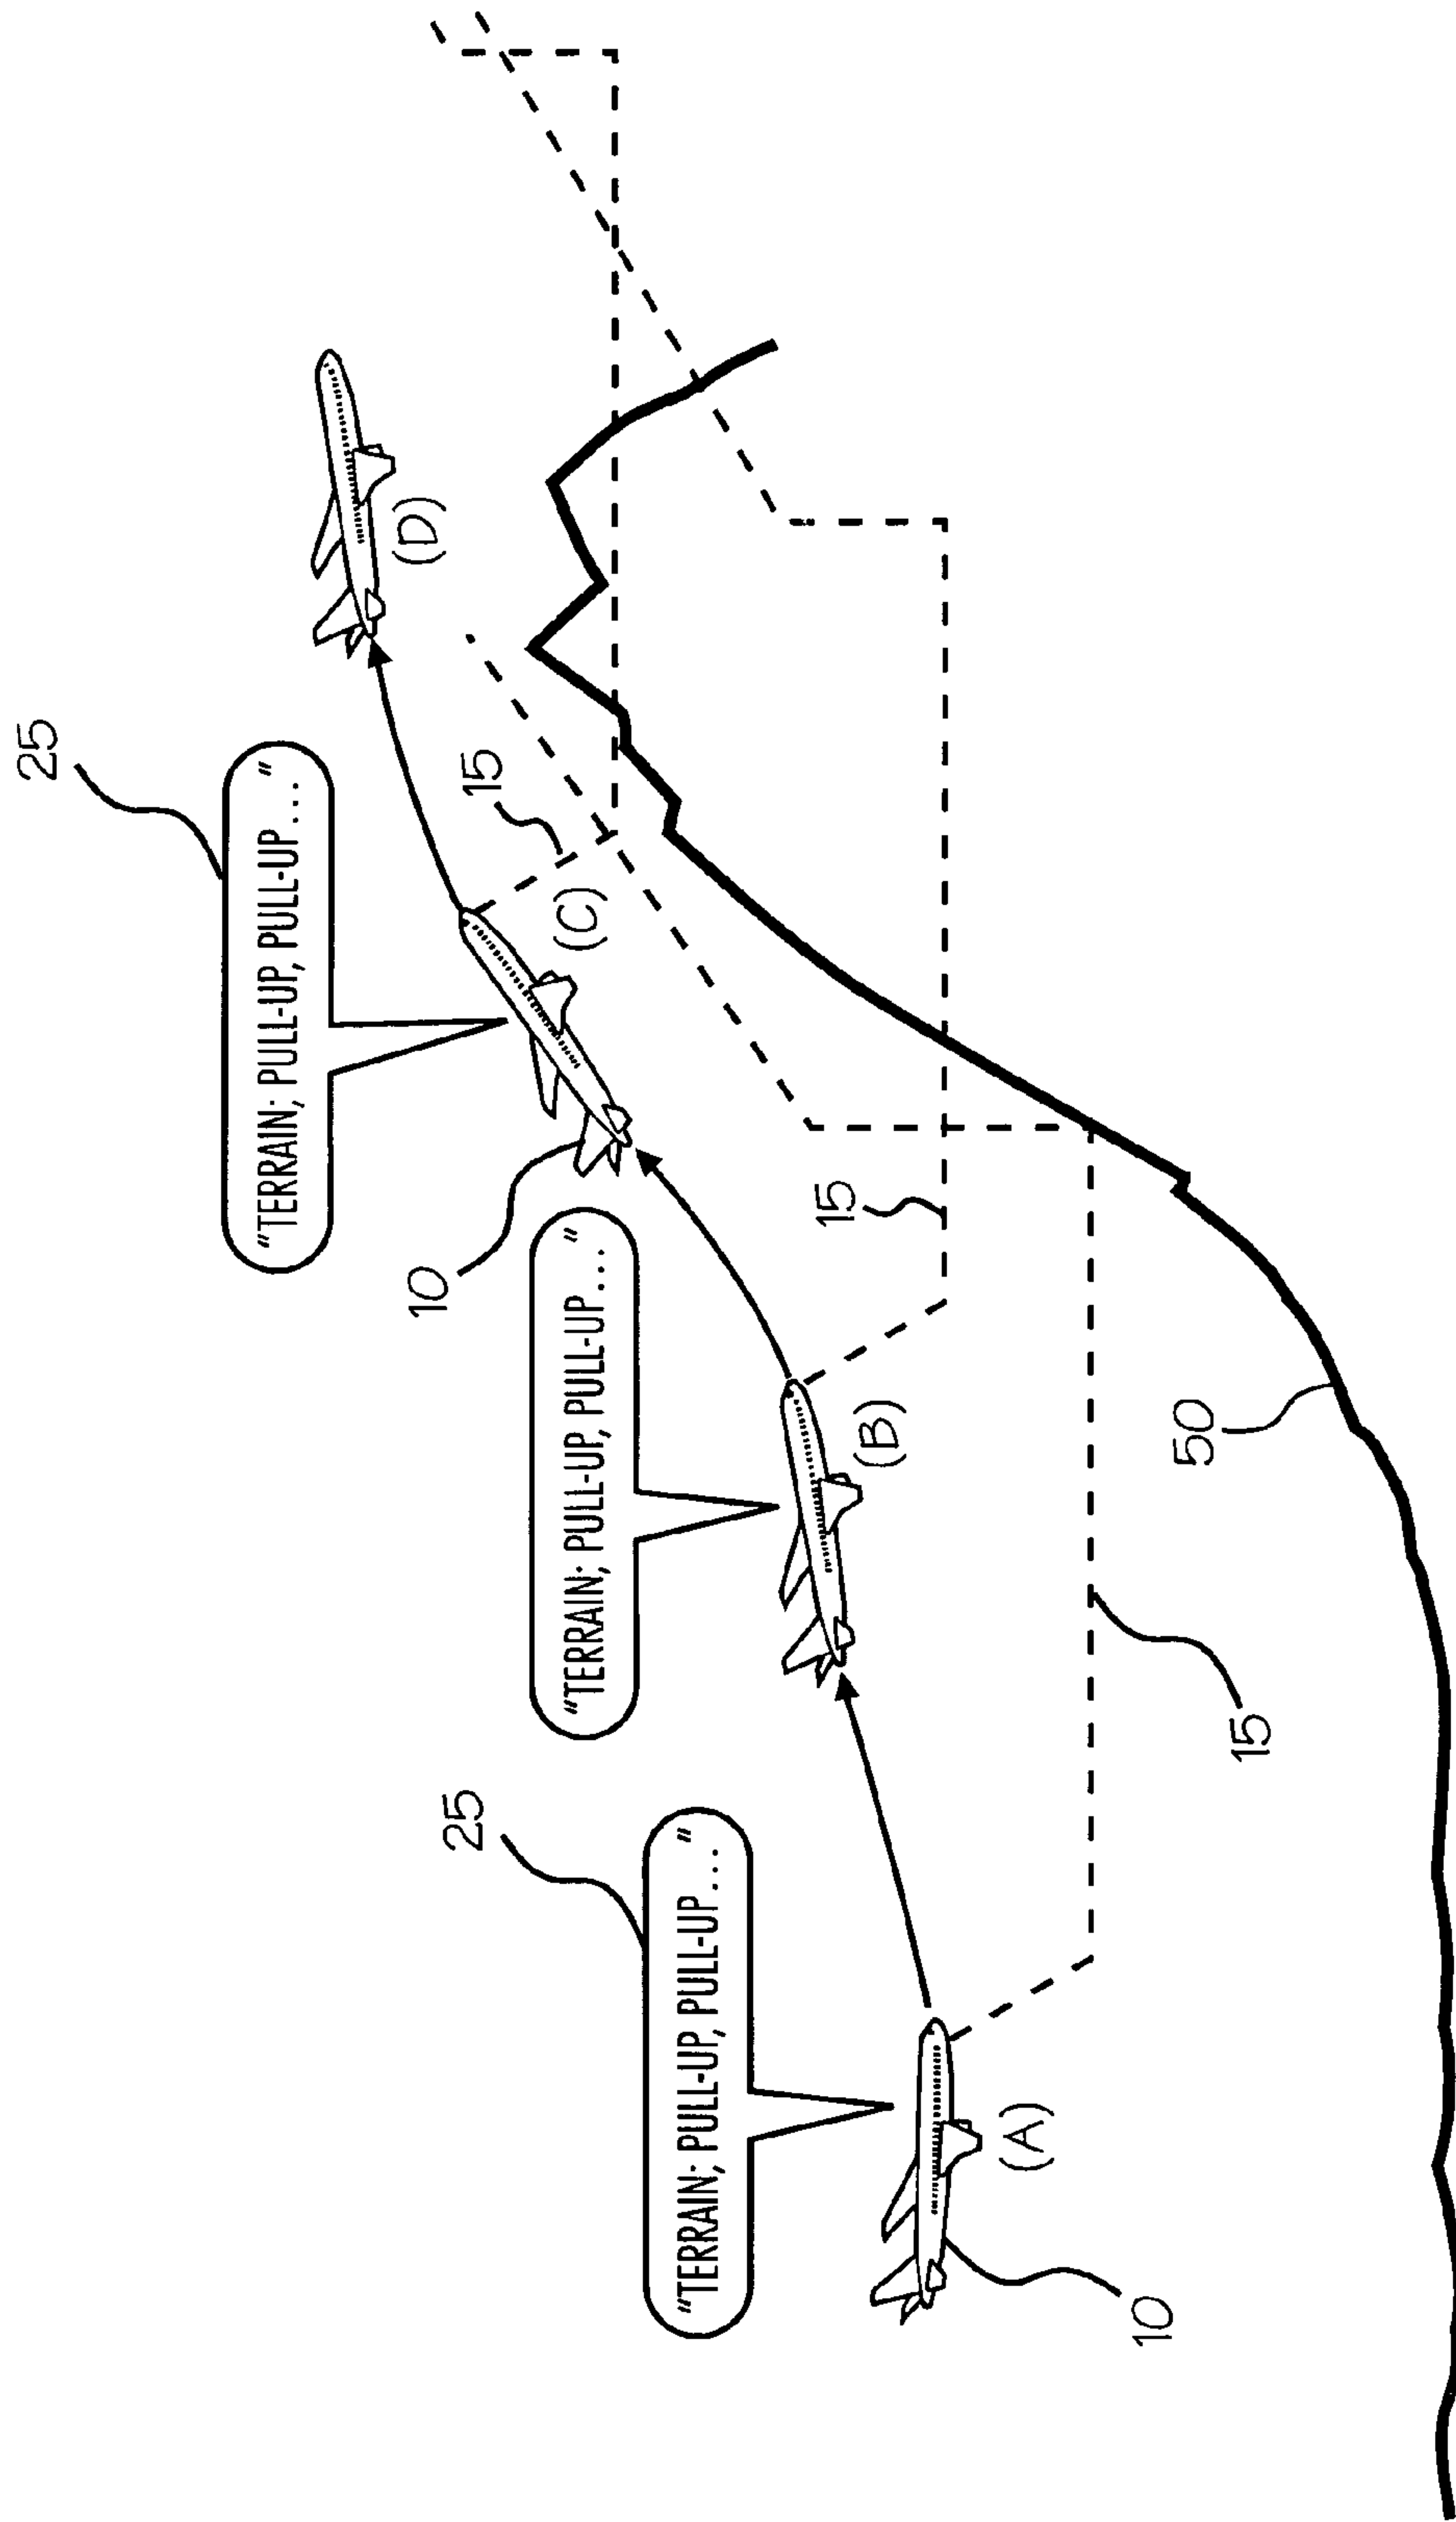 25
"TERRAIN; PULL-UP, PULL-UP...."
(D)
15
(C)
10
"TERRAIN; PULL-UP, PULL-UP...."
25
15
(B)
"TERRAIN; PULL-UP, PULL-UP...."
50
(A)
15
10